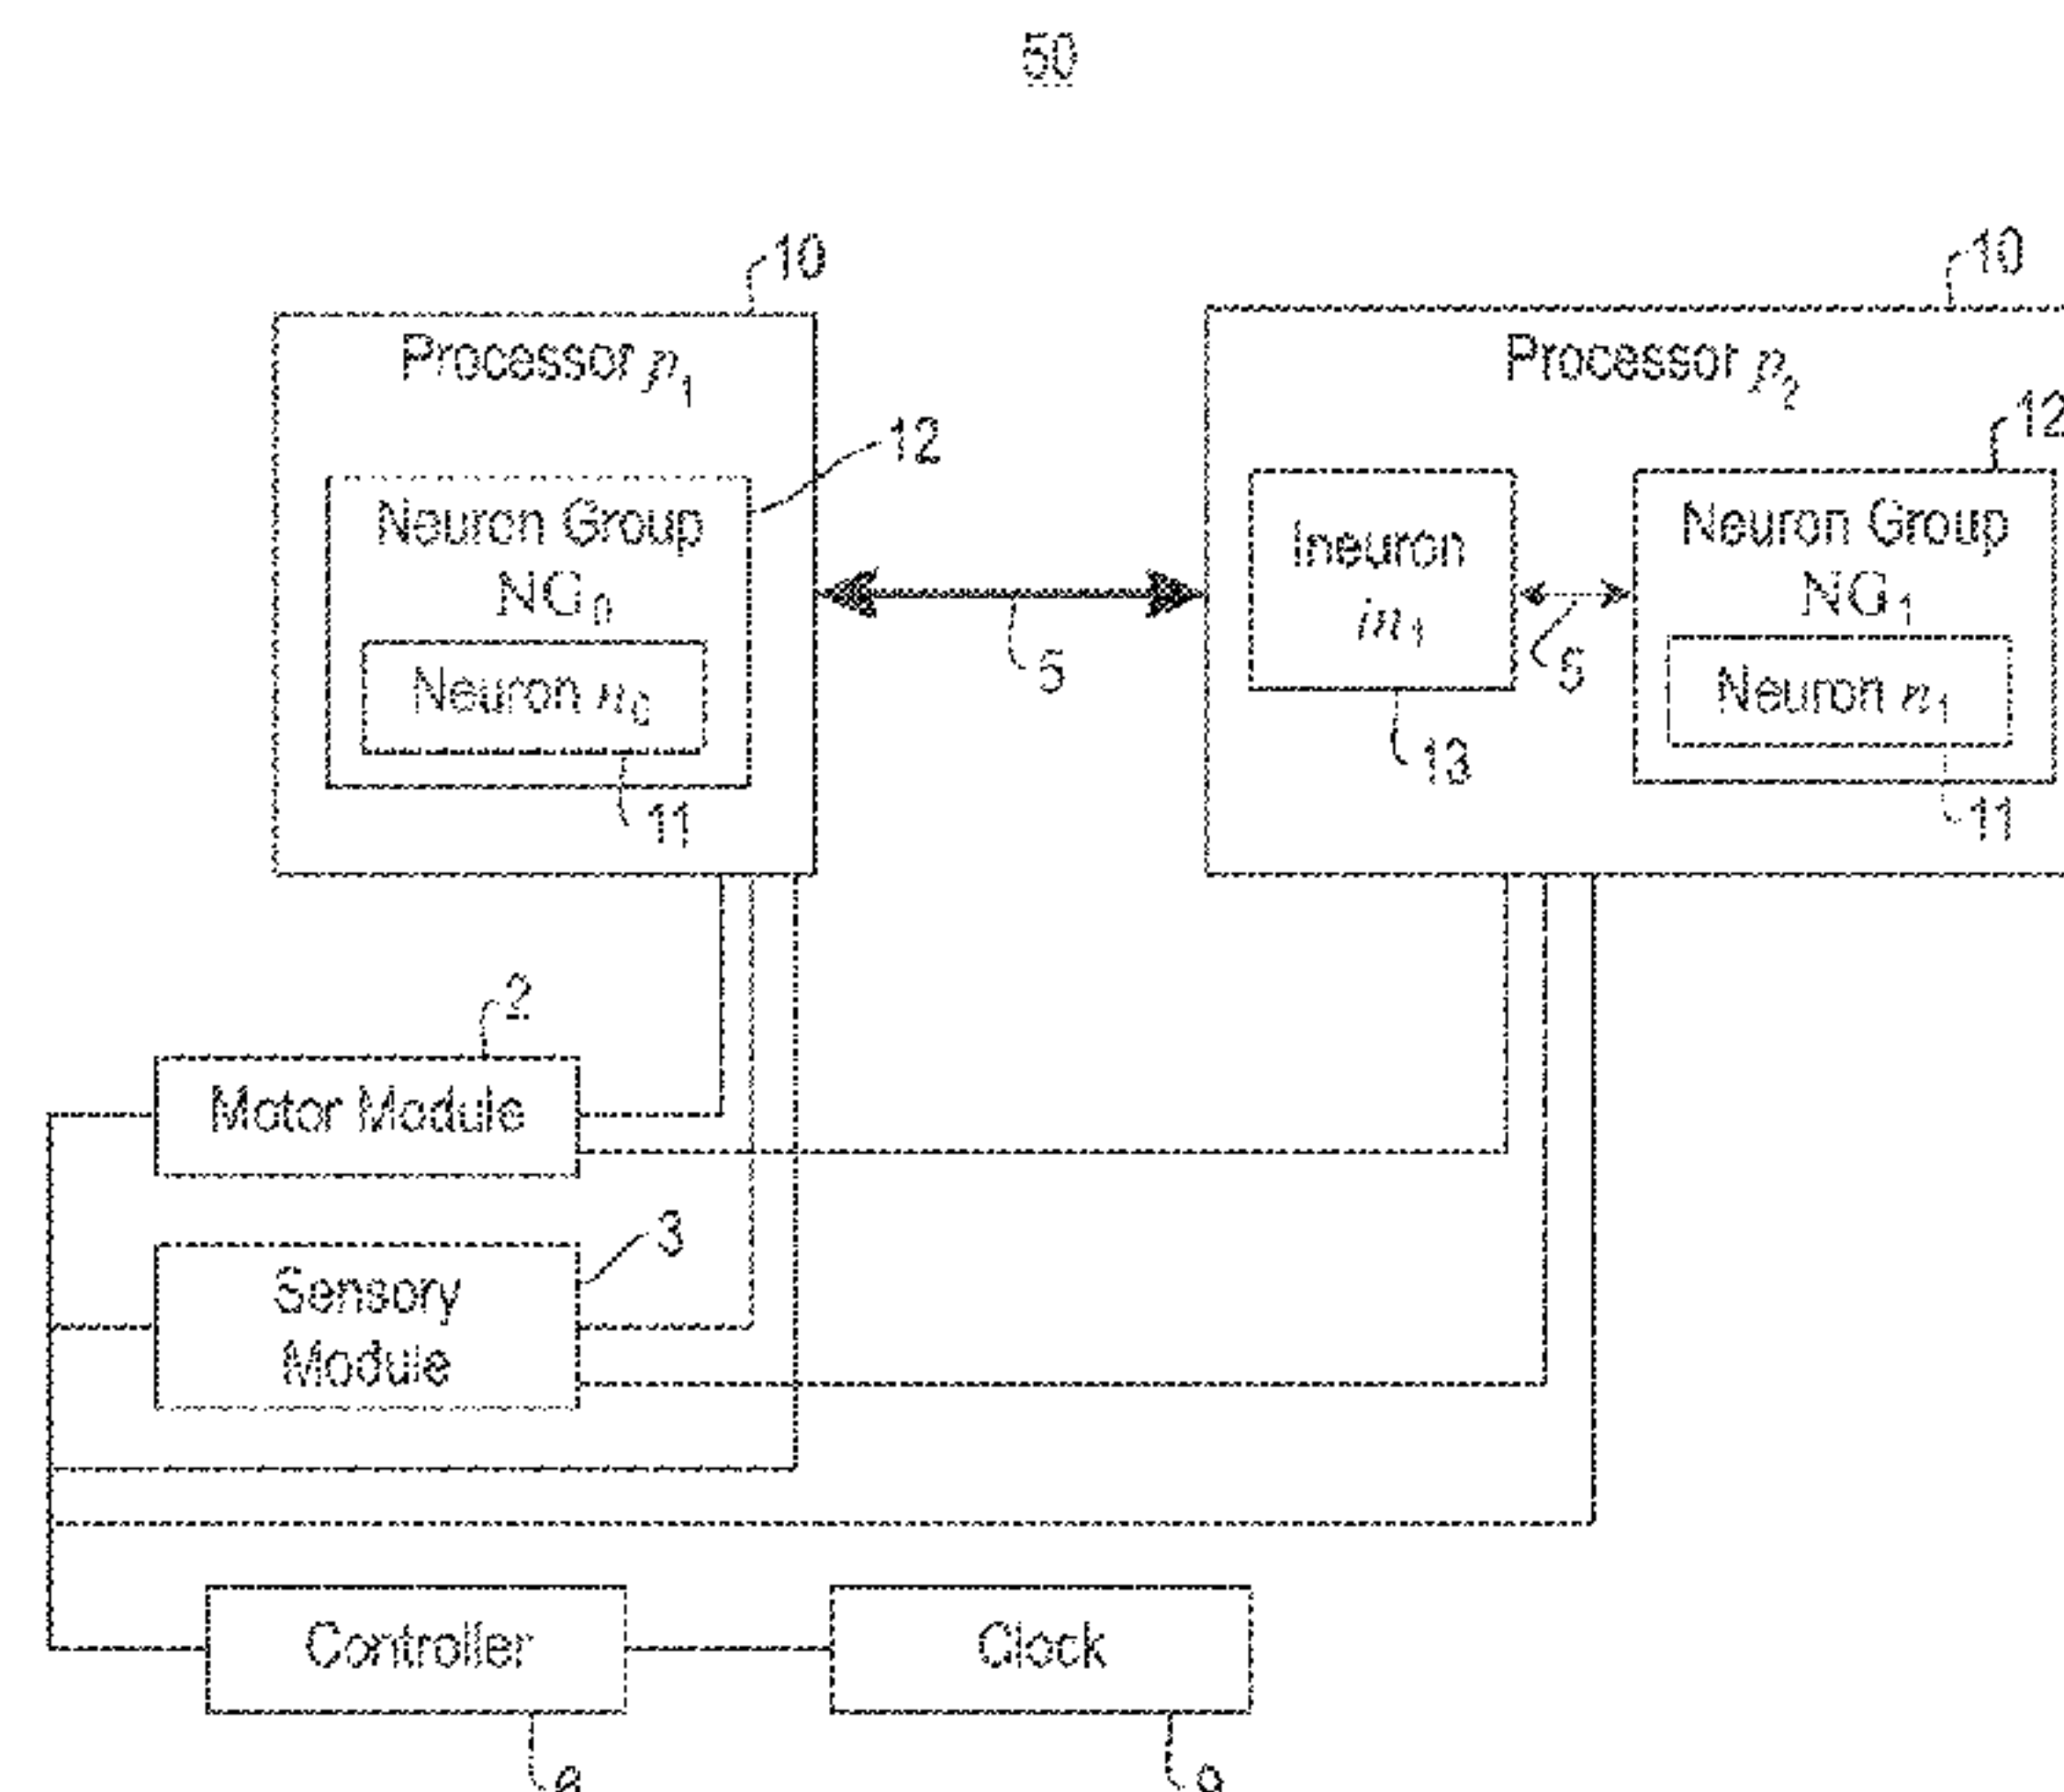 50
10
10
Processor p1
Processor p2
12
12
Neuron Group
NG0
Neuron n0
11
5
Ineuron
in1
13
5
Neuron Group
NG1
Neuron n1
11
2
Motor Module
3
Sensory
Module
Controller
Clock
9